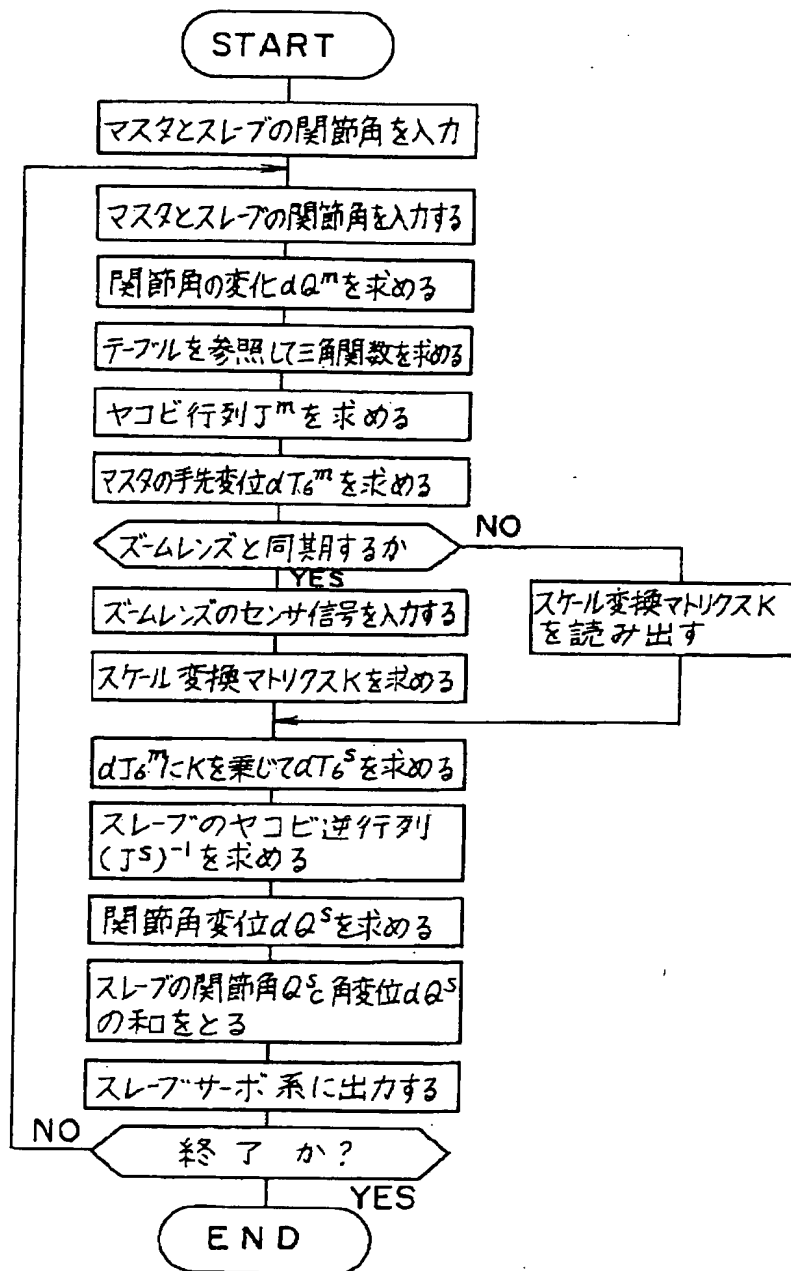 START
マスタとスレーブの関節角を入力
マスタとスレーブの関節角を入力する
関節角の変化dQᵐを求める
テーブルを参照して三角関数を求める
ヤコビ行列Jᵐを求める
マスタの手先変位dT₆ᵐを求める
ズームレンズと同期するか
NO
YES
ズームレンズのセンサ信号を入力する
スケール変換マトリクスK
を読み出す
スケール変換マトリクスKを求める
dJ₆ᵐにKを乗じてdT₆ˢを求める
スレーブのヤコビ逆行列
(Jˢ)⁻¹を求める
関節角変位dQˢを求める
スレーブの関節角Qˢと角変位dQˢ
の和をとる
スレーブサーボ系に出力する
NO
終了か?
YES
END